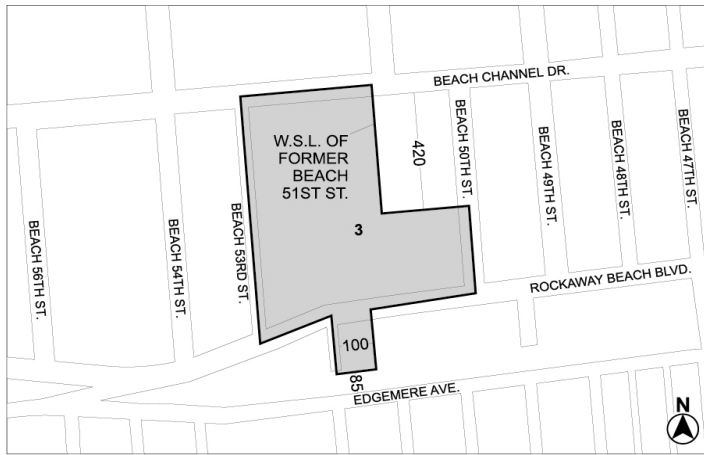 BEACH CHANNEL DR.
W.S.L. OF
FORMER
BEACH
51ST ST.
420
BEACH 50TH ST.
BEACH 49TH ST.
BEACH 48TH ST.
BEACH 47TH ST.
BEACH 56TH ST.
BEACH 54TH ST.
BEACH 53RD ST.
3
ROCKAWAY BEACH BLVD.
100
85
EDGEMERE AVE.
N